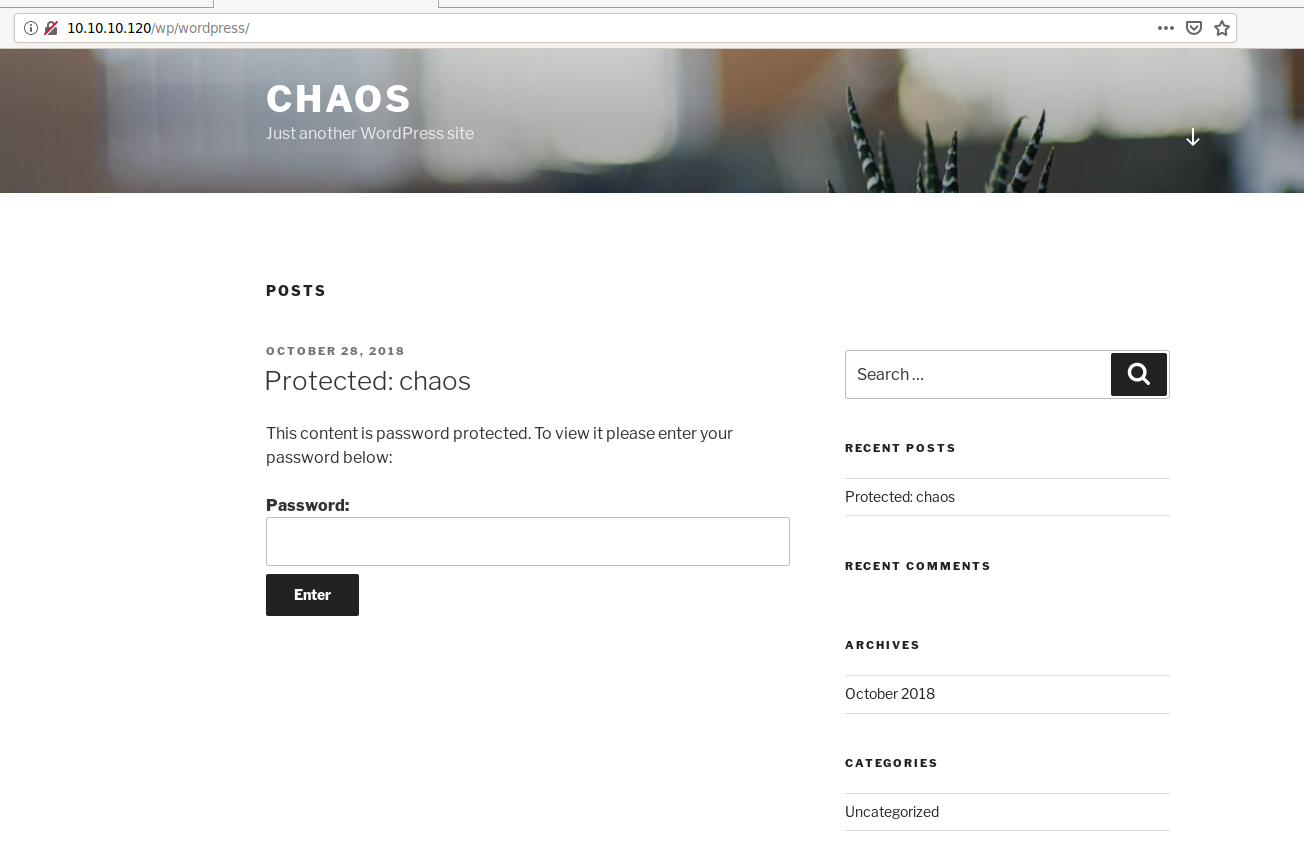 10.10.10.120/wp/wordpress/
CHAOS
Just another WordPress site
POSTS
OCTOBER 28, 2018
Protected: chaos
This content is password protected. To view it please enter your
password below:
Password:
Enter
Search …
RECENT POSTS
Protected: chaos
RECENT COMMENTS
ARCHIVES
October 2018
CATEGORIES
Uncategorized